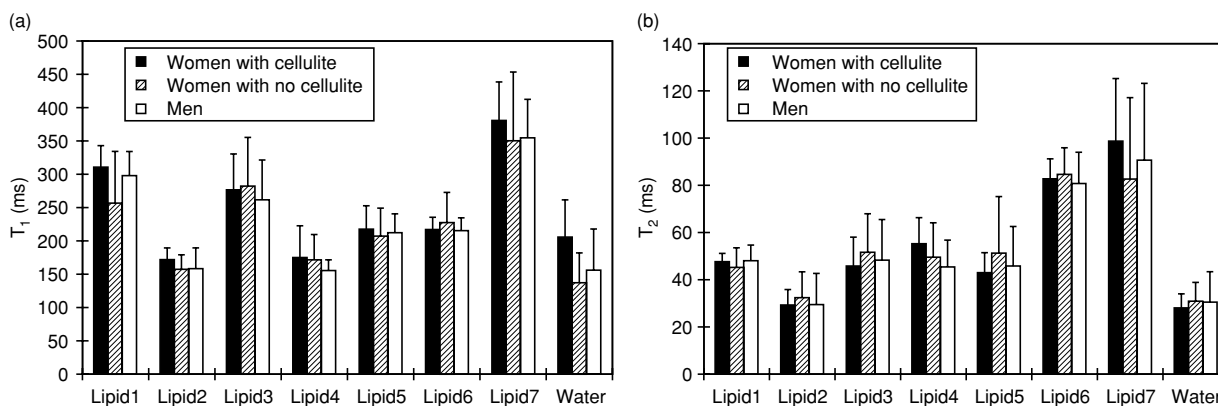 (a)
500
450
400
350
300
250
200
150
100
50
0
T1 (ms)
Women with cellulite
Women with no cellulite
Men
Lipid1 Lipid2 Lipid3 Lipid4 Lipid5 Lipid6 Lipid7 Water
(b)
140
120
100
80
60
40
20
0
T2 (ms)
Women with cellulite
Women with no cellulite
Men
Lipid1 Lipid2 Lipid3 Lipid4 Lipid5 Lipid6 Lipid7 Water